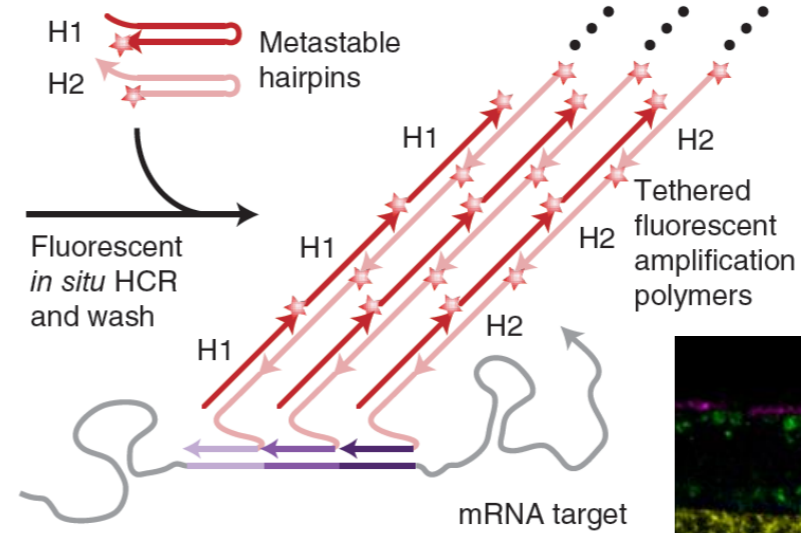 H1
H2
Metastable
hairpins
Fluorescent
in situ HCR
and wash
H1
H1
H1
H2
H2
H2
Tethered
fluorescent
amplification
polymers
mRNA target